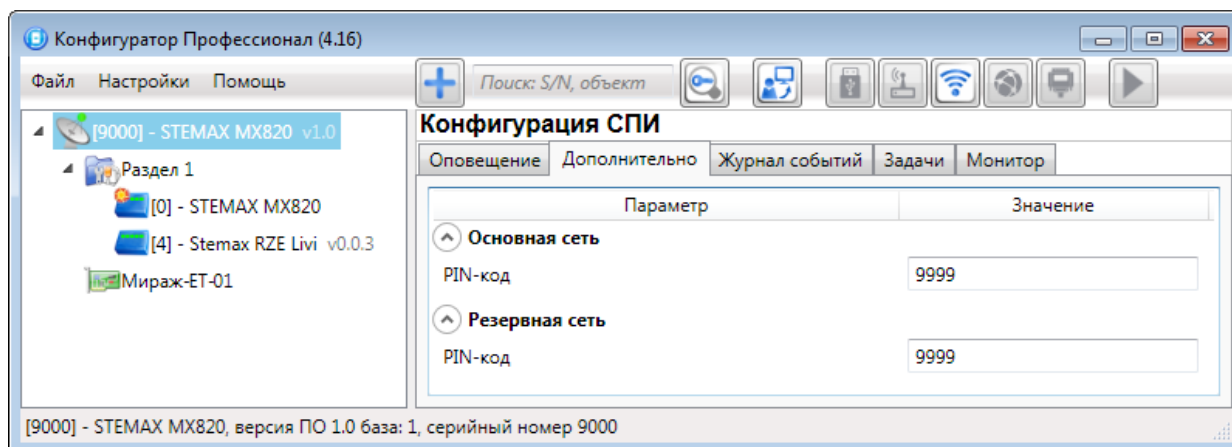 Конфигуратор Профессионал (4.16)
Файл Настройки Помощь
Поиск: S/N, объект
[9000] - STEMAX MX820 v1.0
Раздел 1
[0] - STEMAX MX820
[4] - Stemax RZE Livi v0.0.3
Мираж-ET-01
Конфигурация СПИ
Оповещение Дополнительно Журнал событий Задачи Монитор
Параметр Значение
Основная сеть
PIN-код 9999
Резервная сеть
PIN-код 9999
[9000] - STEMAX MX820, версия ПО 1.0 база: 1, серийный номер 9000